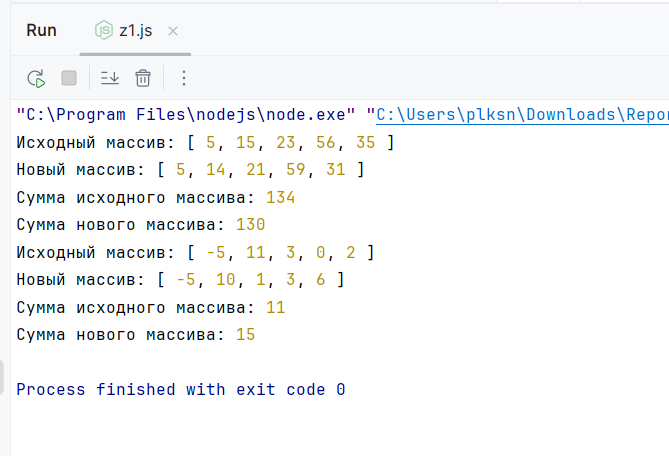 Run
z1.js
"C:\Program Files\nodejs\node.exe" "C:\Users\plksn\Downloads\Repo
Исходный массив: [ 5, 15, 23, 56, 35 ]
Новый массив: [ 5, 14, 21, 59, 31 ]
Сумма исходного массива: 134
Сумма нового массива: 130
Исходный массив: [ -5, 11, 3, 0, 2 ]
Новый массив: [ -5, 10, 1, 3, 6 ]
Сумма исходного массива: 11
Сумма нового массива: 15
Process finished with exit code 0